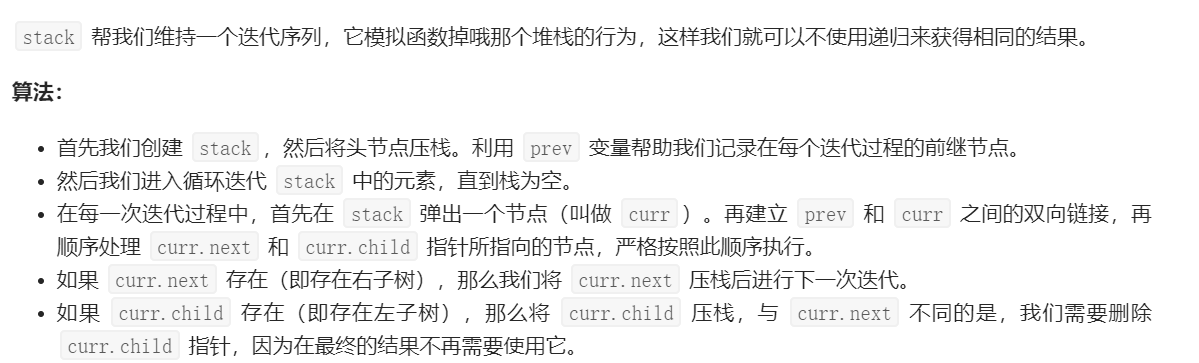 stack 帮我们维持一个迭代序列，它模拟函数掉哦那个堆栈的行为，这样我们就可以不使用递归来获得相同的结果。
算法：
• 首先我们创建 stack ，然后将头节点压栈。利用 prev 变量帮助我们记录在每个迭代过程的前继节点。
• 然后我们进入循环迭代 stack 中的元素，直到栈为空。
• 在每一次迭代过程中，首先在 stack 弹出一个节点（叫做 curr ）。再建立 prev 和 curr 之间的双向链接，再
顺序处理 curr.next 和 curr.child 指针所指向的节点，严格按照此顺序执行。
• 如果 curr.next 存在（即存在右子树），那么我们将 curr.next 压栈后进行下一次迭代。
• 如果 curr.child 存在（即存在左子树），那么将 curr.child 压栈，与 curr.next 不同的是，我们需要删除
curr.child 指针，因为在最终的结果不再需要使用它。